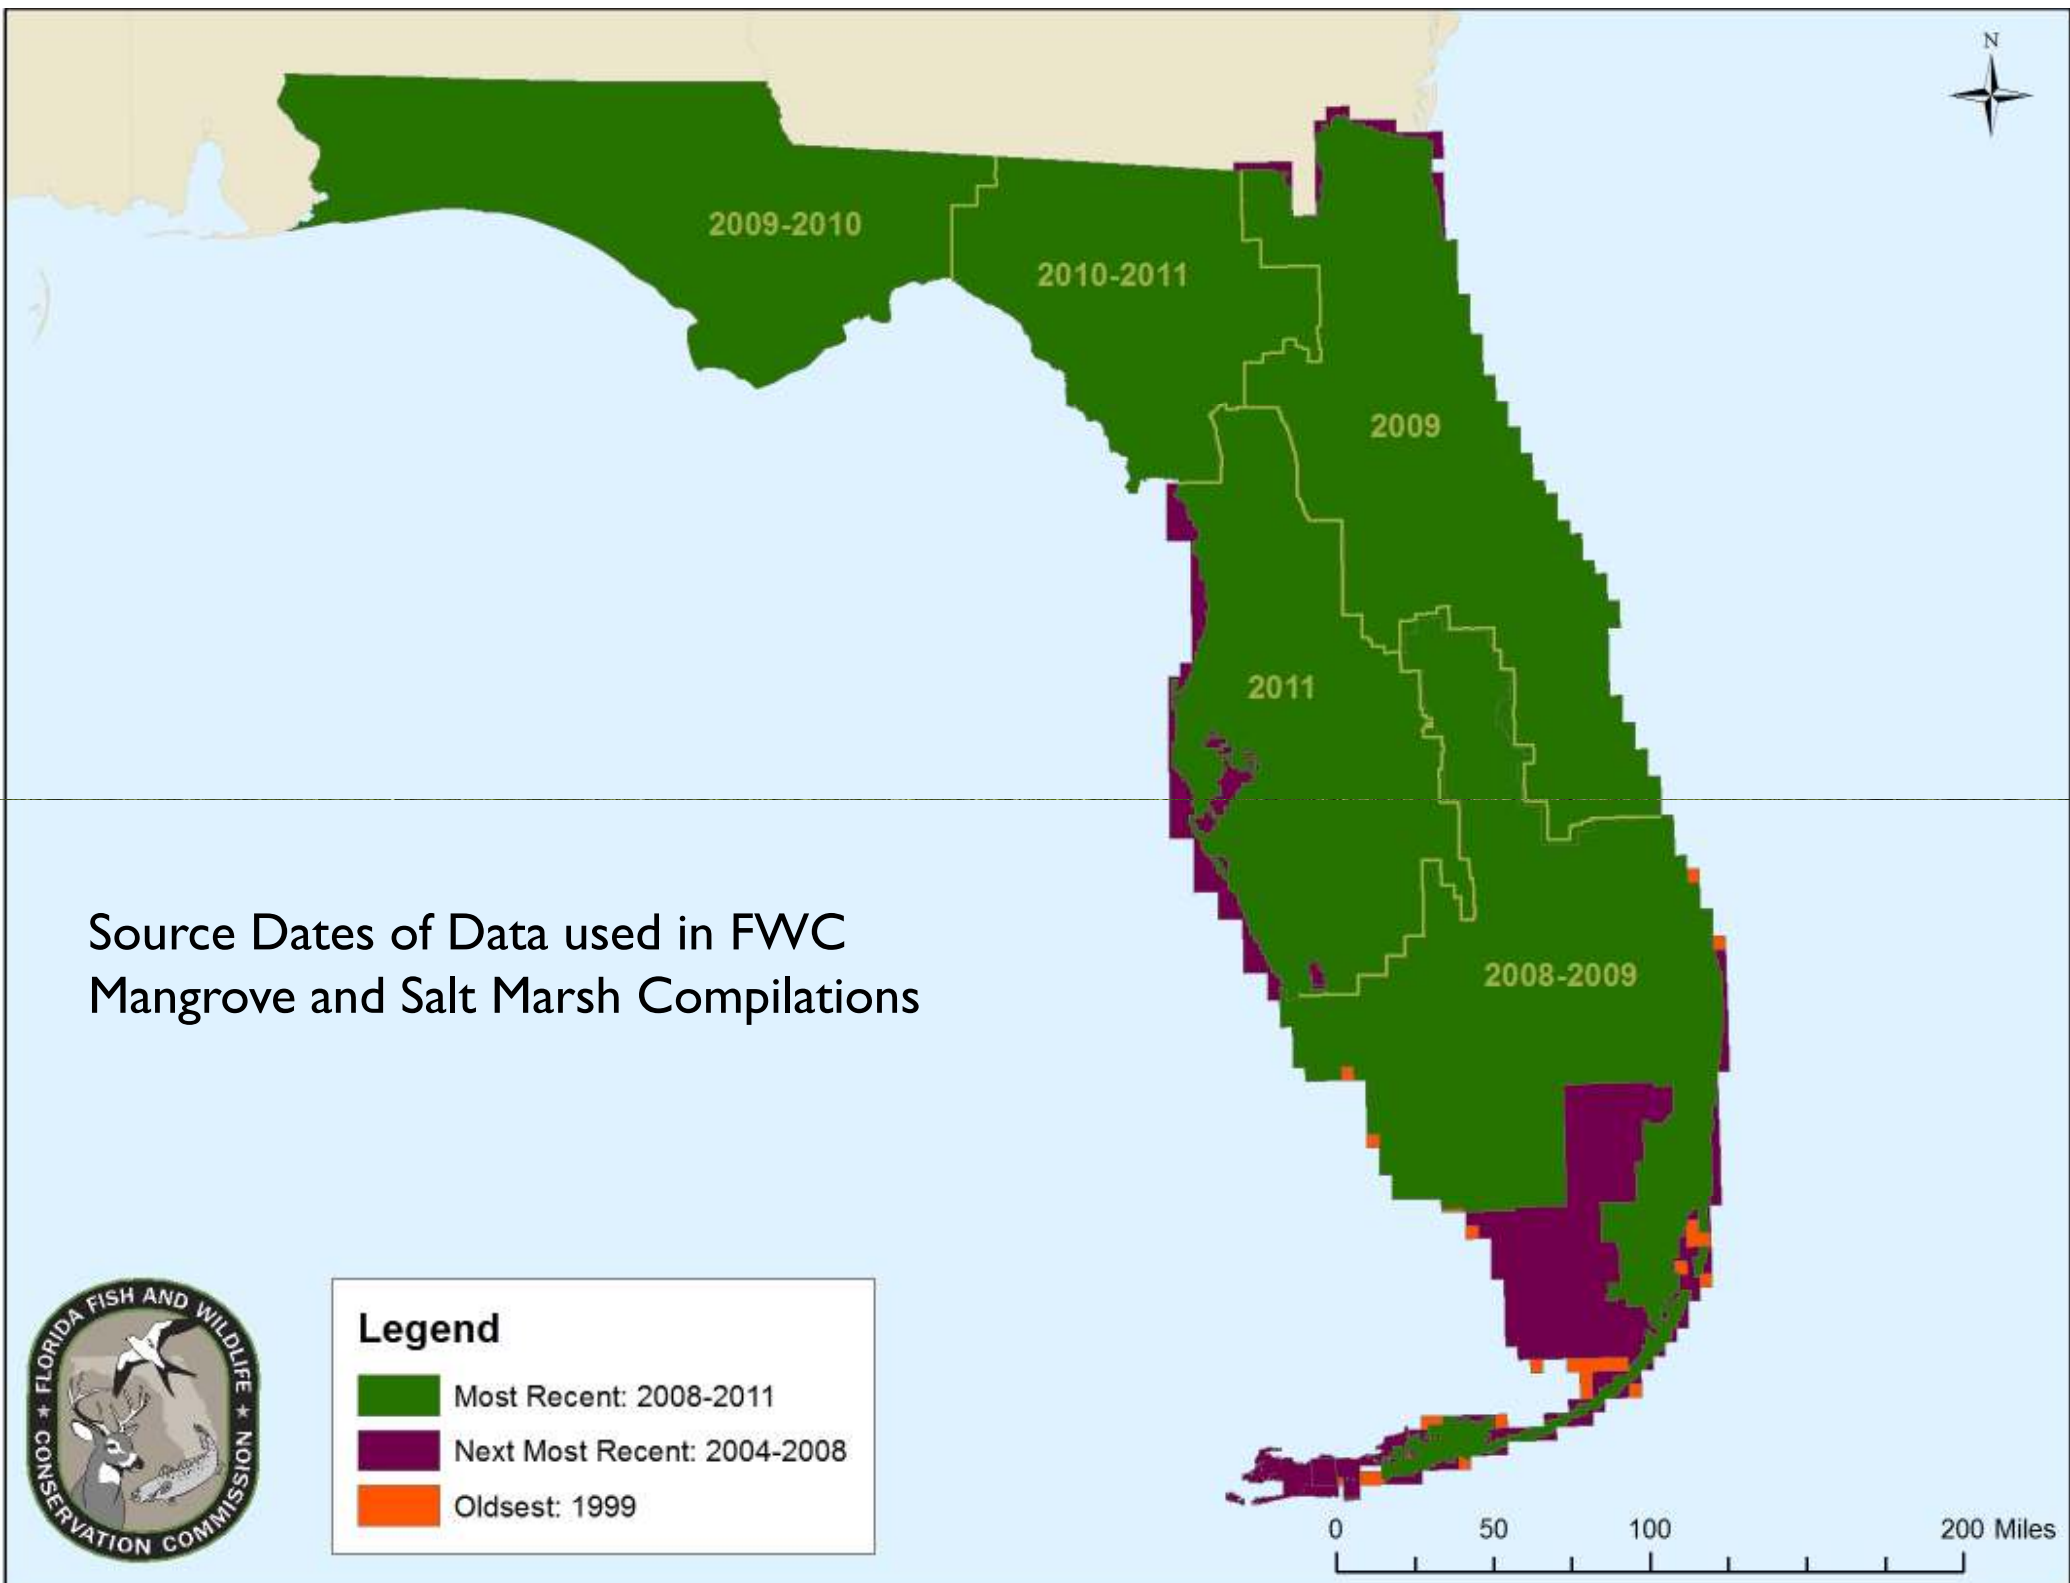 N
2009-2010
2010-2011
2009
2011
2008-2009
Source Dates of Data used in FWC
Mangrove and Salt Marsh Compilations
FLORIDA FISH AND WILDLIFE
CONSERVATION COMMISSION
Legend
Most Recent: 2008-2011
Next Most Recent: 2004-2008
Oldsest: 1999
0 50 100 200 Miles